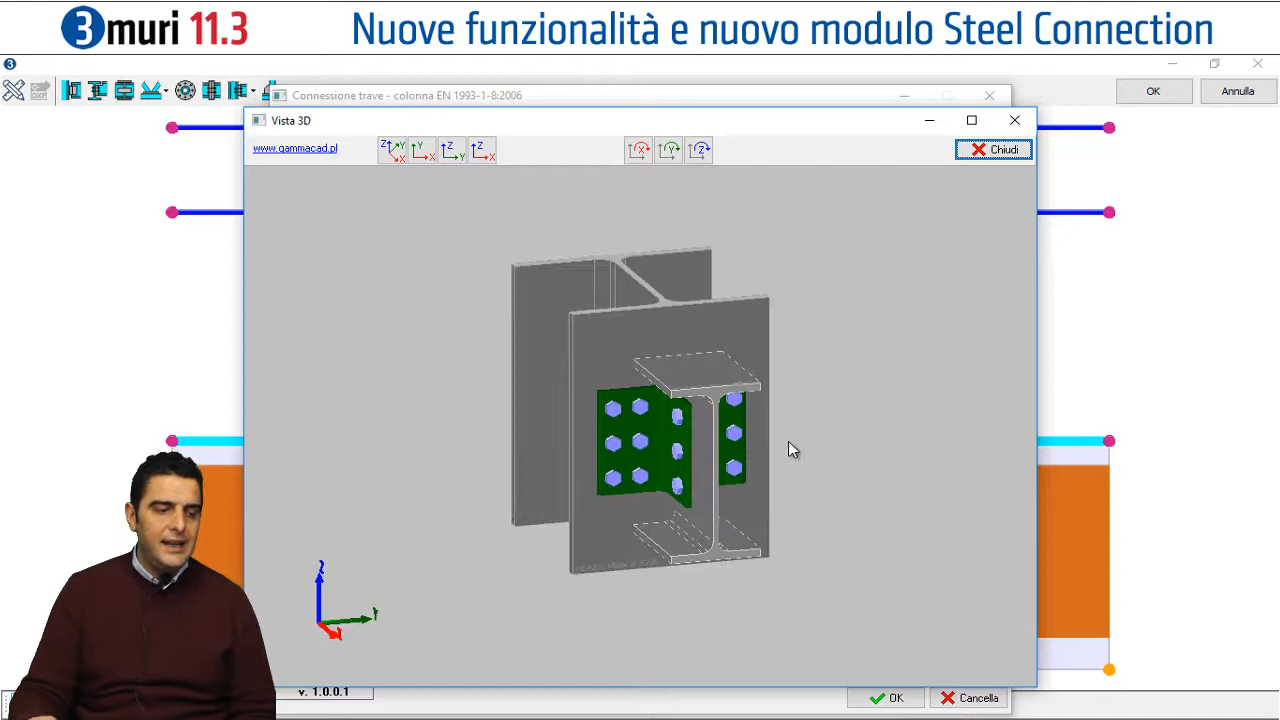 3muri 11.3
Nuove funzionalità e nuovo modulo Steel Connection
Connessione trave - colonna EN 1993-1-8:2006
OK
Annulla
Vista 3D
www.gammacad.pl
Z Y X
Y X
Z Y
Z X
X
Y
Z
Chiudi
Z
Y
X
v. 1.0.0.1
OK
Cancella